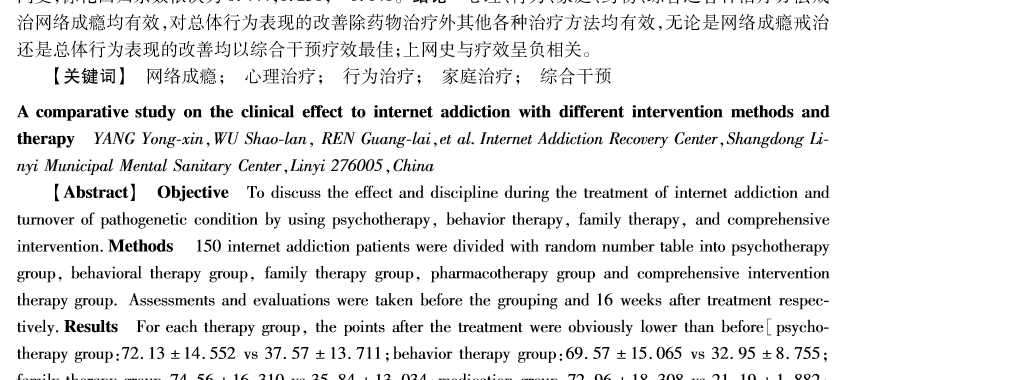 治网络成瘾均有效,对总体行为表现的改善除药物治疗外其他各种治疗方法均有效,无论是网络成瘾戒治
还是总体行为表现的改善均以综合干预疗效最佳;上网史与疗效呈负相关。
【关键词】 网络成瘾; 心理治疗; 行为治疗; 家庭治疗; 综合干预
A comparative study on the clinical effect to internet addiction with different intervention methods and
therapy YANG Yong-xin,WU Shao-lan, REN Guang-lai,et al. Internet Addiction Recovery Center,Shangdong Li-
nyi Municipal Mental Sanitary Center,Linyi 276005,China
【Abstract】 Objective To discuss the effect and discipline during the treatment of internet addiction and
turnover of pathogenetic condition by using psychotherapy, behavior therapy, family therapy, and comprehensive
intervention. Methods 150 internet addiction patients were divided with random number table into psychotherapy
group, behavioral therapy group, family therapy group, pharmacotherapy group and comprehensive intervention
therapy group. Assessments and evaluations were taken before the grouping and 16 weeks after treatment respec-
tively. Results For each therapy group, the points after the treatment were obviously lower than before[ psycho-
therapy group:72.13 ±14.552 vs 37.57 ±13.711;behavior therapy group:69.57 ±15.065 vs 32.95 ±8.755;